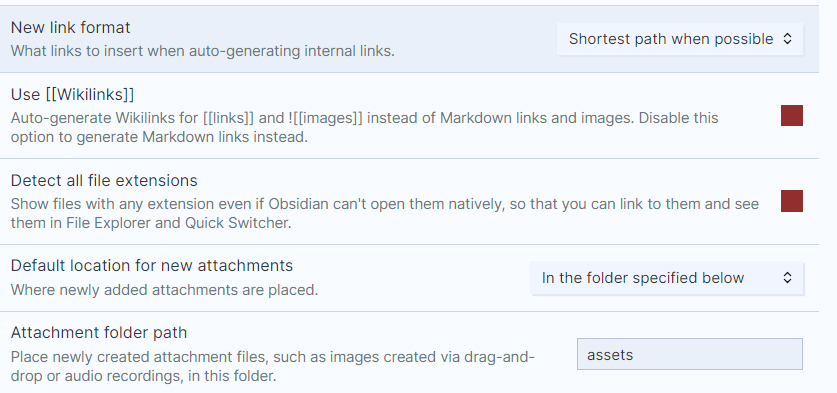 New link format
What links to insert when auto-generating internal links.
Shortest path when possible
Use [[Wikilinks]]
Auto-generate Wikilinks for [[links]] and ![[images]] instead of Markdown links and images. Disable this
option to generate Markdown links instead.
Detect all file extensions
Show files with any extension even if Obsidian can't open them natively, so that you can link to them and see
them in File Explorer and Quick Switcher.
Default location for new attachments
Where newly added attachments are placed.
In the folder specified below
Attachment folder path
Place newly created attachment files, such as images created via drag-and-
drop or audio recordings, in this folder.
assets